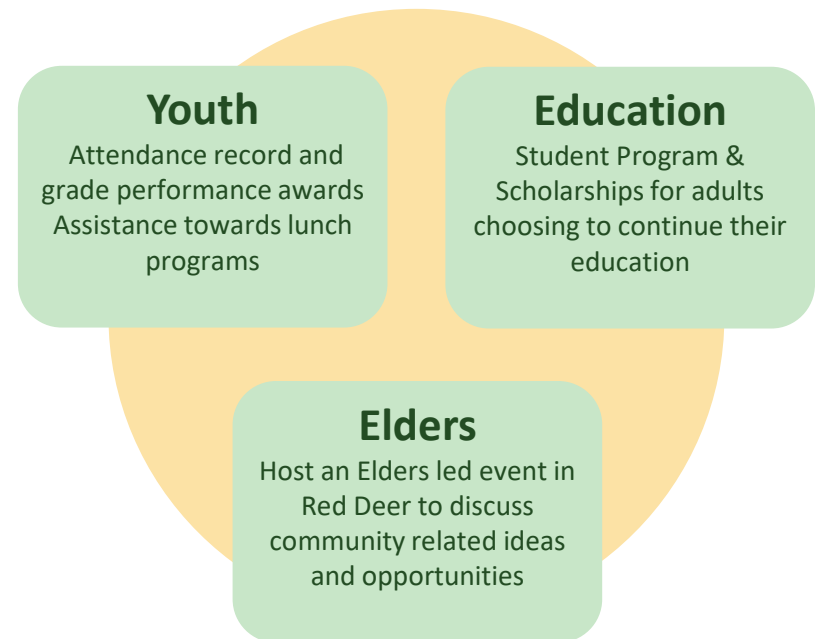 Youth
Attendance record and
grade performance awards
Assistance towards lunch
programs
Education
Student Program &
Scholarships for adults
choosing to continue their
education
Elders
Host an Elders led event in
Red Deer to discuss
community related ideas
and opportunities